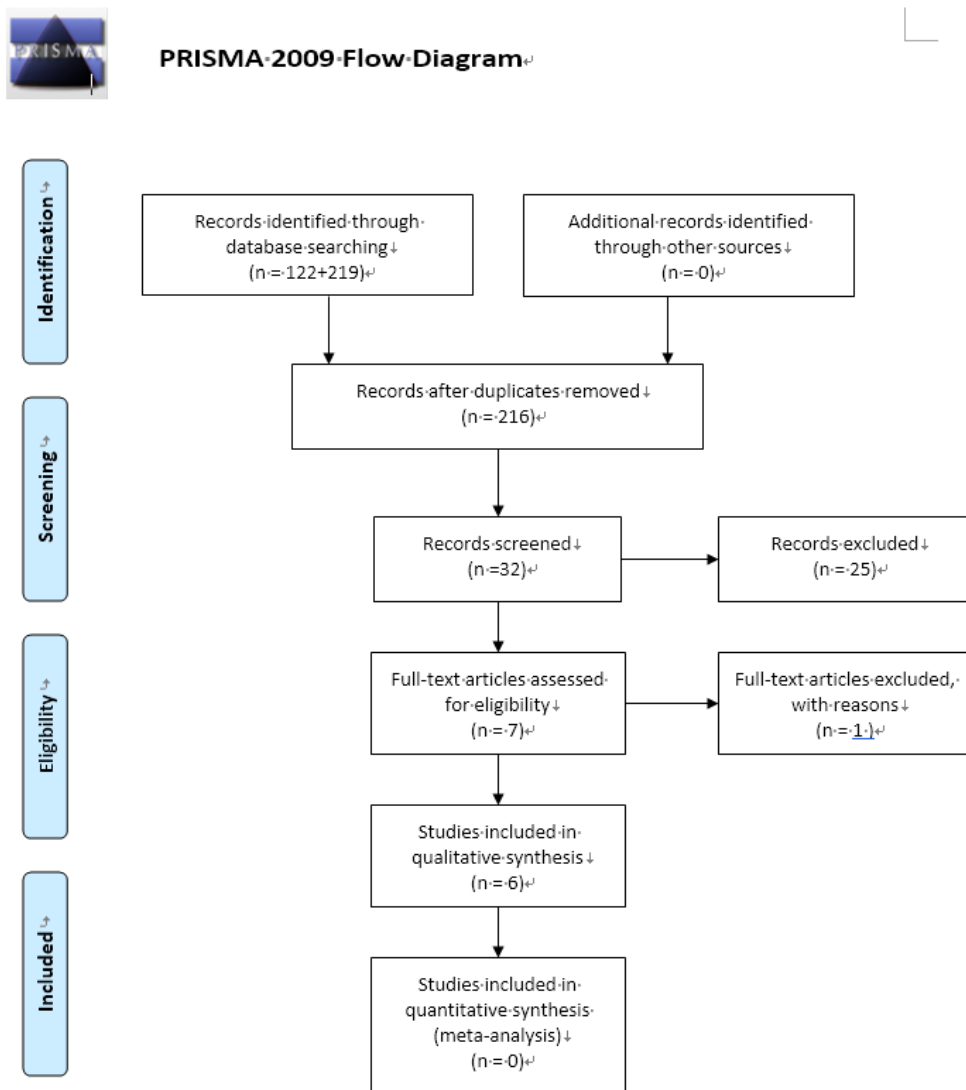 PRISMA
PRISMA 2009 Flow Diagram
Identification
Records identified through
database searching
(n = 122+219)
Additional records identified
through other sources
(n = 0)
Records after duplicates removed
(n = 216)
Screening
Records screened
(n =32)
Records excluded
(n = 25)
Eligibility
Full-text articles assessed
for eligibility
(n = 7)
Full-text articles excluded,
with reasons
(n = 1 )
Studies included in
qualitative synthesis
(n = 6)
Included
Studies included in
quantitative synthesis
(meta-analysis)
(n = 0)